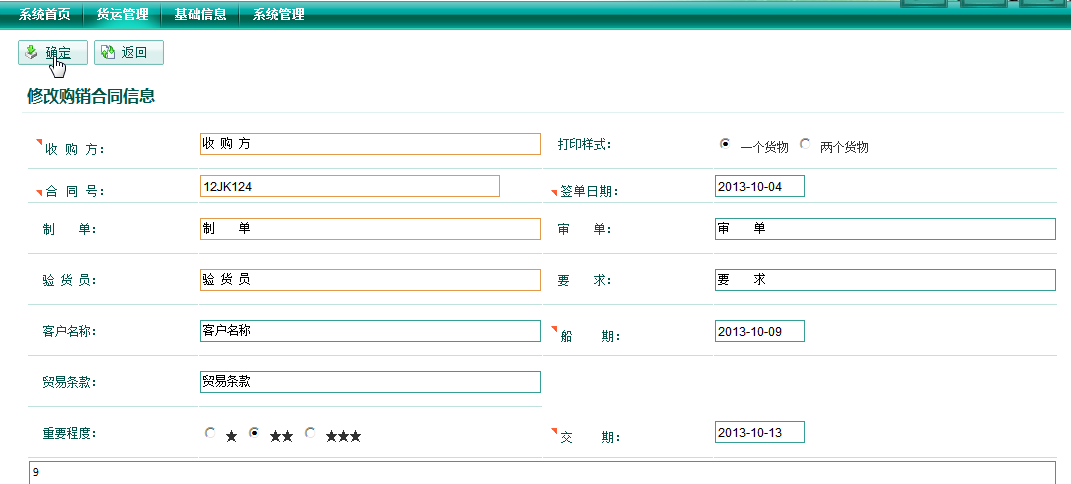 系统首页 货运管理 基础信息 系统管理
确定 返回
修改购销合同信息
收 购 方： 收 购 方 打印样式： 一个货物 两个货物
合 同 号： 12JK124 签单日期： 2013-10-04
制 单： 制 单 审 单： 审 单
验 货 员： 验 货 员 要 求： 要 求
客户名称： 客户名称 船 期： 2013-10-09
贸易条款： 贸易条款
重要程度： ★ ★★ ★★★ 交 期： 2013-10-13
9